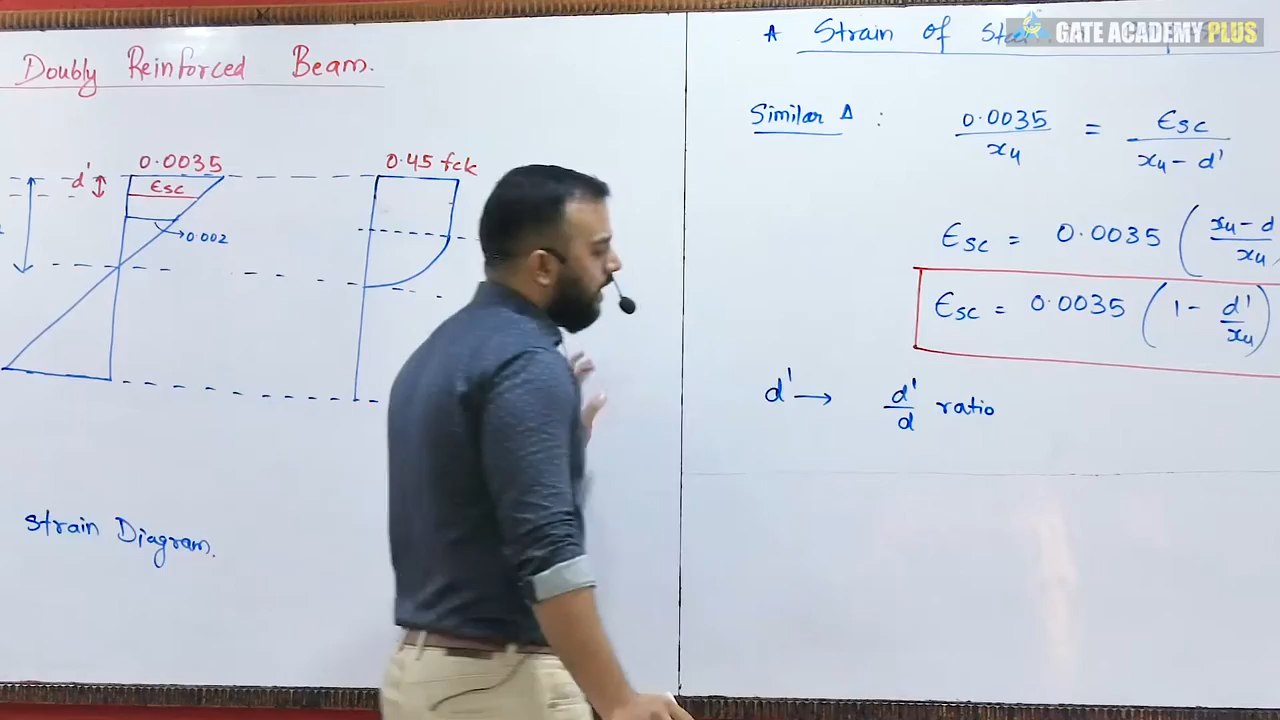 Doubly Reinforced Beam.
0.0035
d'
Esc
0.002
0.45 fck
Strain Diagram.
GATE ACADEMY PLUS
* Strain of
Similar Δ : 0.0035/xu = Esc/(xu - d')
Esc = 0.0035 (xu - d/xu
Esc = 0.0035 (1 - d'/xu)
d' → d'/d ratio